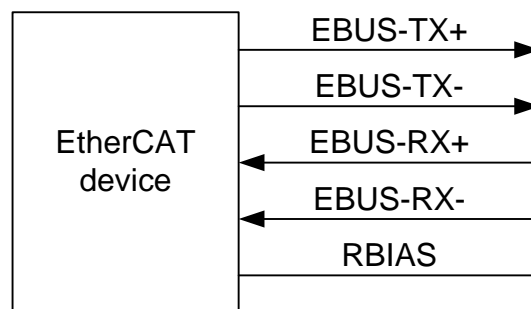 EBUS-TX+
EBUS-TX-
EtherCAT
device
EBUS-RX+
EBUS-RX-
RBIAS